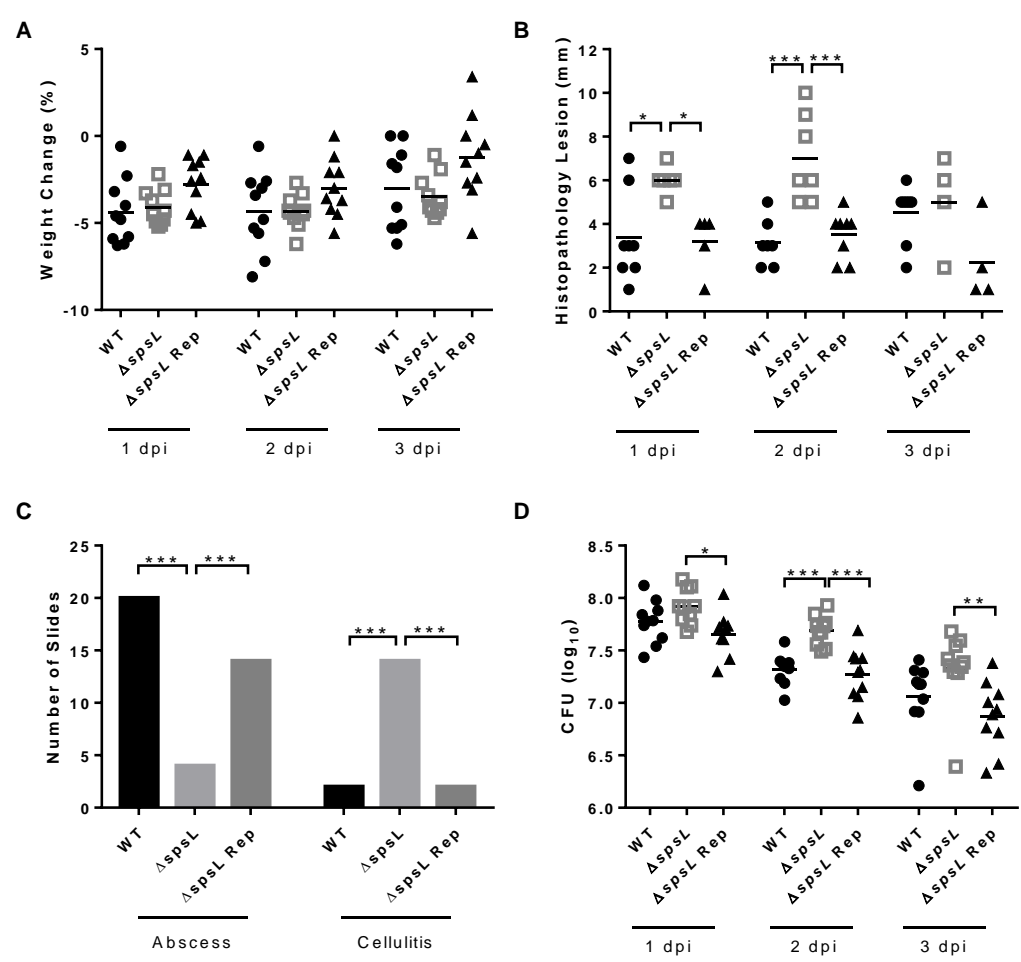 A
Weight Change (%)
5
0
-5
-10
WT
ΔspsL
ΔspsL Rep
WT
ΔspsL
ΔspsL Rep
WT
ΔspsL
ΔspsL Rep
1 dpi
2 dpi
3 dpi
B
Histopathology Lesion (mm)
12
10
8
6
4
2
0
* *
*** ***
WT
ΔspsL
ΔspsL Rep
WT
ΔspsL
ΔspsL Rep
WT
ΔspsL
ΔspsL Rep
1 dpi
2 dpi
3 dpi
C
Number of Slides
25
20
15
10
5
0
*** ***
*** ***
WT
ΔspsL
ΔspsL Rep
WT
ΔspsL
ΔspsL Rep
Abscess
Cellulitis
D
CFU (log10)
8.5
8.0
7.5
7.0
6.5
6.0
*
*** ***
**
WT
ΔspsL
ΔspsL Rep
WT
ΔspsL
ΔspsL Rep
WT
ΔspsL
ΔspsL Rep
1 dpi
2 dpi
3 dpi